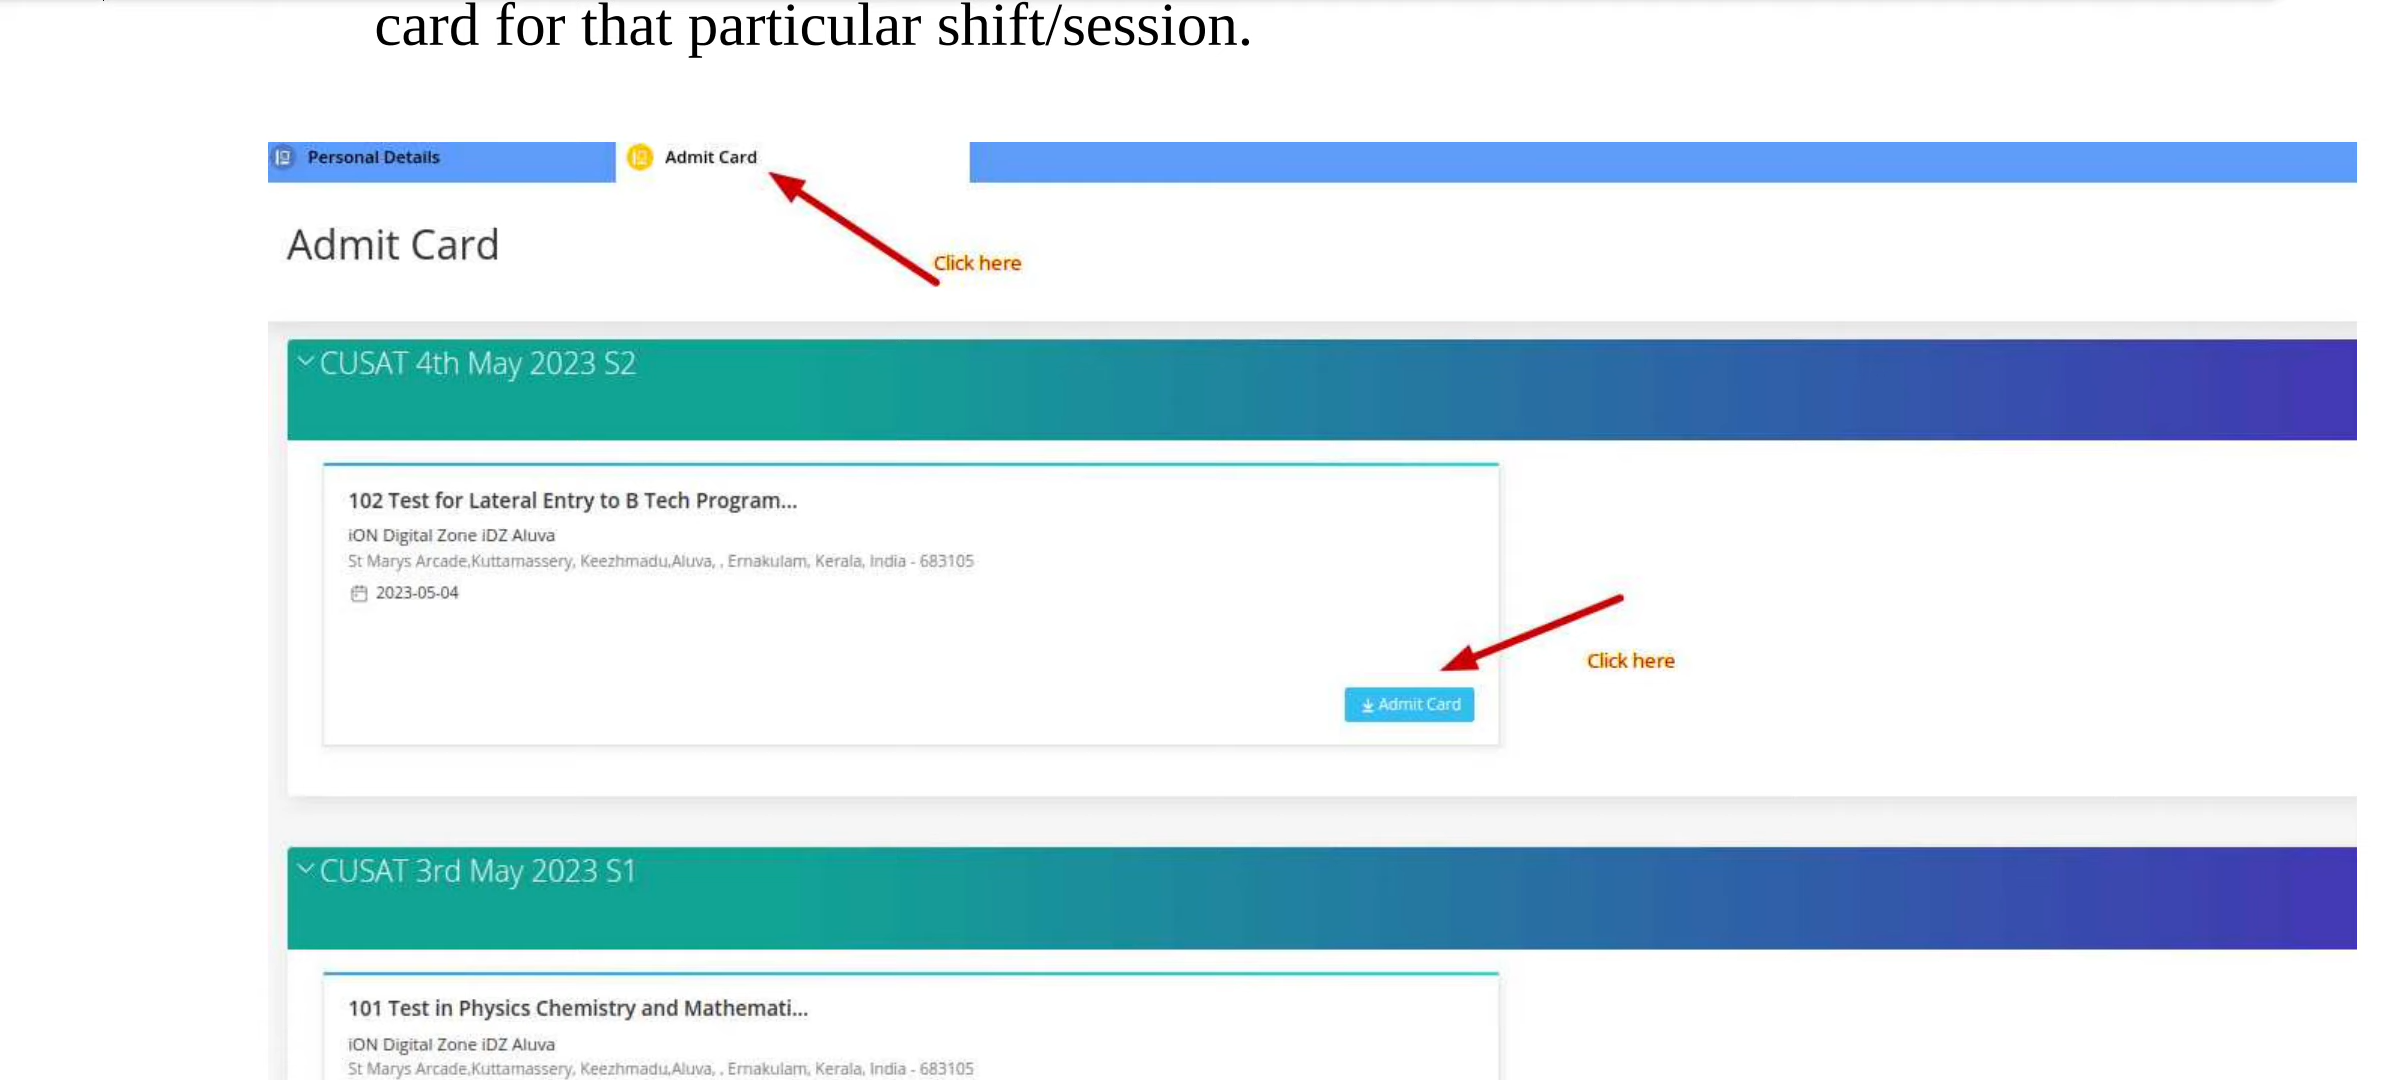 card for that particular shift/session.
Personal Details
Admit Card
Admit Card
Click here
CUSAT 4th May 2023 S2
102 Test for Lateral Entry to B Tech Program...
iON Digital Zone iDZ Aluva
St Marys Arcade,Kuttamassery, Keezhmadu,Aluva, , Ernakulam, Kerala, India - 683105
2023-05-04
Click here
Admit Card
CUSAT 3rd May 2023 S1
101 Test in Physics Chemistry and Mathemati...
iON Digital Zone iDZ Aluva
St Marys Arcade,Kuttamassery, Keezhmadu,Aluva, , Ernakulam, Kerala, India - 683105